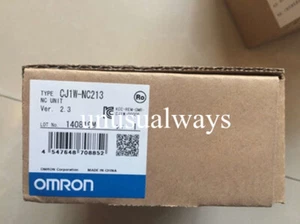 TYPE CJ1W-NC213
NC UNIT
Ver. 2.3
unusualways
LOT No.
4 547648 708852
OMRON
OMRON Corporation MADE IN CHINA